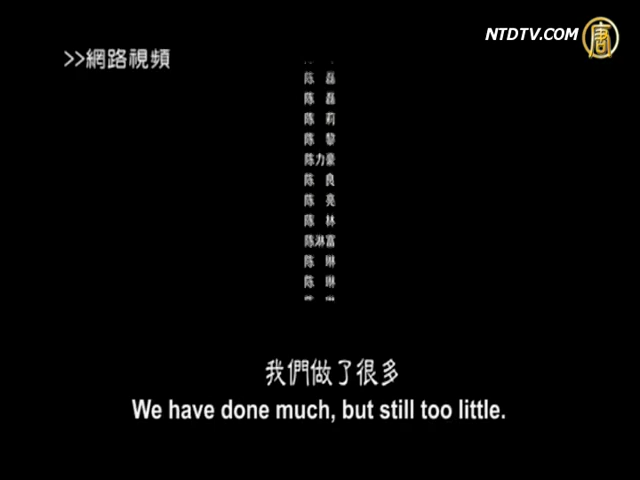 NTDTV.COM
唐
>>網路視頻
陈 磊
陈 磊
陈 莉
陈 黎
陈力豪
陈 良
陈 亮
陈 林
陈淋富
陈 琳
陈 琳
我們做了很多
We have done much, but still too little.